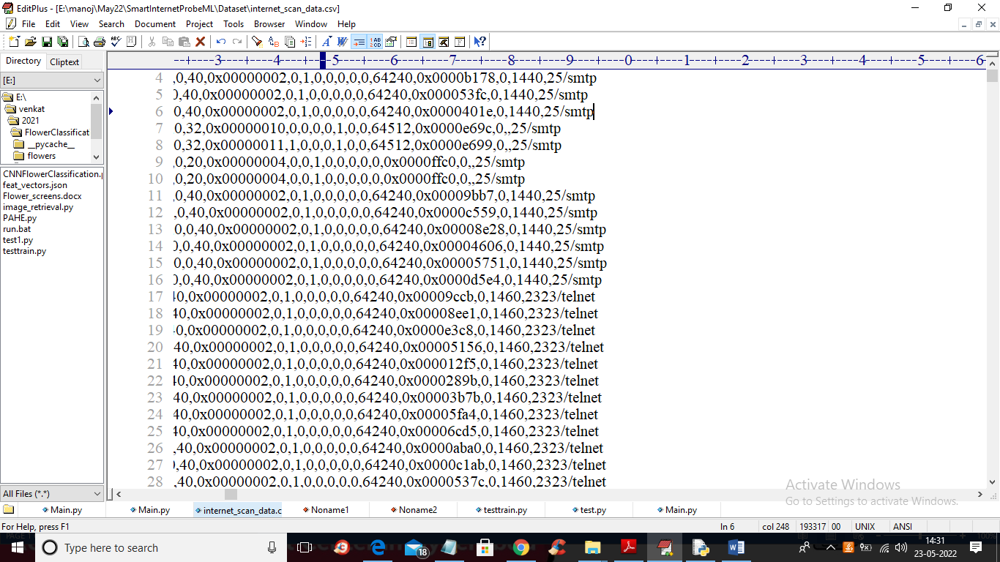 EditPlus - [E:\manoj\May22\SmartInternetProbeML\Dataset\internet_scan_data.csv]
File Edit View Search Document Project Tools Browser Window Help
Directory Cliptext
[E:]
E:\
venkat
2021
FlowerClassificat
__pycache__
flowers
CNNFlowerClassification.p
feat_vectors.json
Flower_screens.docx
image_retrieval.py
PAHE.py
run.bat
test1.py
testtrain.py
All Files (*.*)
--+----3----+----4----+----5----+----6----+----7----+----8----+----9----+----0----+----1----+----2----+----3----+----4----+----5----+----6-
4 ,0,40,0x00000002,0,1,0,0,0,0,64240,0x0000b178,0,1440,25/smtp
5 0,40,0x00000002,0,1,0,0,0,0,64240,0x000053fc,0,1440,25/smtp
6 0,40,0x00000002,0,1,0,0,0,0,64240,0x0000401e,0,1440,25/smtp
7 0,32,0x00000010,0,0,0,0,1,0,0,64512,0x0000e69c,0,,25/smtp
8 0,32,0x00000011,1,0,0,0,1,0,0,64512,0x0000e699,0,,25/smtp
9 ,0,20,0x00000004,0,0,1,0,0,0,0,0,0x0000ffc0,0,,25/smtp
10 ,0,20,0x00000004,0,0,1,0,0,0,0,0,0x0000ffc0,0,,25/smtp
11 ,0,40,0x00000002,0,1,0,0,0,0,0,64240,0x00009bb7,0,1440,25/smtp
12 ,0,40,0x00000002,0,1,0,0,0,0,0,64240,0x0000c559,0,1440,25/smtp
13 0,0,40,0x00000002,0,1,0,0,0,0,0,64240,0x00008e28,0,1440,25/smtp
14 0,0,40,0x00000002,0,1,0,0,0,0,0,64240,0x00004606,0,1440,25/smtp
15 0,0,40,0x00000002,0,1,0,0,0,0,0,64240,0x00005751,0,1440,25/smtp
16 0,0,40,0x00000002,0,1,0,0,0,0,0,64240,0x0000d5e4,0,1440,25/smtp
17 40,0x00000002,0,1,0,0,0,0,0,64240,0x00009ccb,0,1460,2323/telnet
18 40,0x00000002,0,1,0,0,0,0,0,64240,0x00008ee1,0,1460,2323/telnet
19 40,0x00000002,0,1,0,0,0,0,0,64240,0x0000e3c8,0,1460,2323/telnet
20 40,0x00000002,0,1,0,0,0,0,0,64240,0x00005156,0,1460,2323/telnet
21 40,0x00000002,0,1,0,0,0,0,0,64240,0x000012f5,0,1460,2323/telnet
22 40,0x00000002,0,1,0,0,0,0,0,64240,0x0000289b,0,1460,2323/telnet
23 40,0x00000002,0,1,0,0,0,0,0,64240,0x00003b7b,0,1460,2323/telnet
24 40,0x00000002,0,1,0,0,0,0,0,64240,0x00005fa4,0,1460,2323/telnet
25 40,0x00000002,0,1,0,0,0,0,0,64240,0x00006cd5,0,1460,2323/telnet
26 ,40,0x00000002,0,1,0,0,0,0,0,64240,0x0000aba0,0,1460,2323/telnet
27 ,40,0x00000002,0,1,0,0,0,0,0,64240,0x0000c1ab,0,1460,2323/telnet
28 ,40,0x00000002,0,1,0,0,0,0,0,64240,0x0000537c,0,1460,2323/telnet
Activate Windows
Go to Settings to activate Windows.
Main.py Main.py internet_scan_data.c Noname1 Noname2 testtrain.py test.py Main.py
For Help, press F1 ln 6 col 248 193317 00 UNIX ANSI
Type here to search
18
14:31
23-05-2022